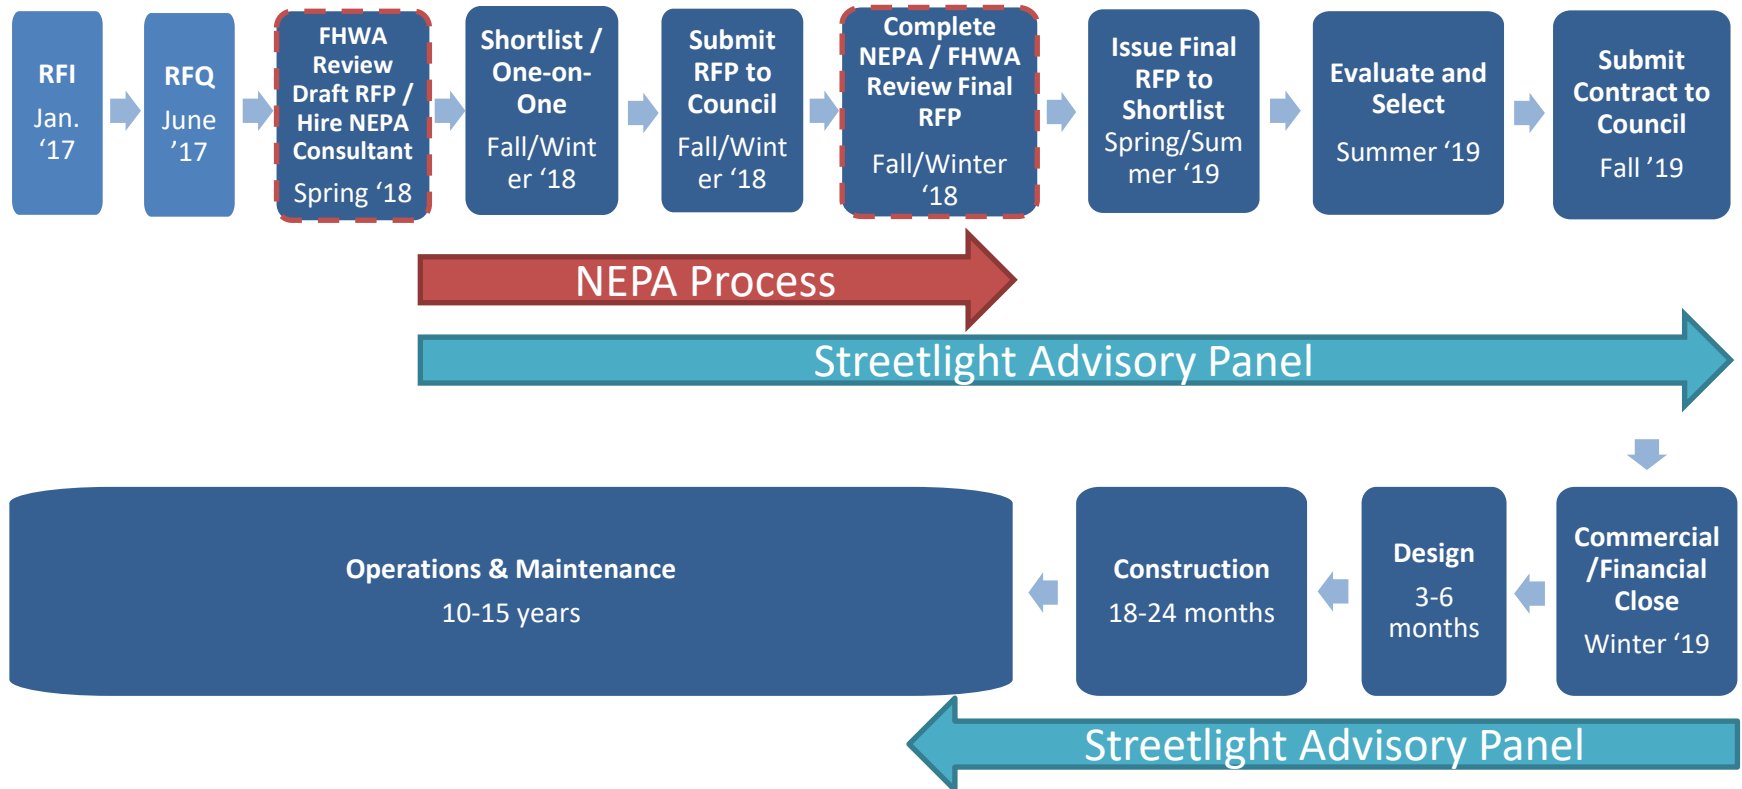 RFI
Jan.
‘17
RFQ
June
’17
FHWA
Review
Draft RFP /
Hire NEPA
Consultant
Spring ‘18
Shortlist /
One-on-
One
Fall/Wint
er ‘18
Submit
RFP to
Council
Fall/Wint
er ‘18
Complete
NEPA / FHWA
Review Final
RFP
Fall/Winter
‘18
Issue Final
RFP to
Shortlist
Spring/Sum
mer ‘19
Evaluate and
Select
Summer ‘19
Submit
Contract to
Council
Fall ’19
NEPA Process
Streetlight Advisory Panel
Operations & Maintenance
10-15 years
Construction
18-24 months
Design
3-6
months
Commercial
/Financial
Close
Winter ‘19
Streetlight Advisory Panel